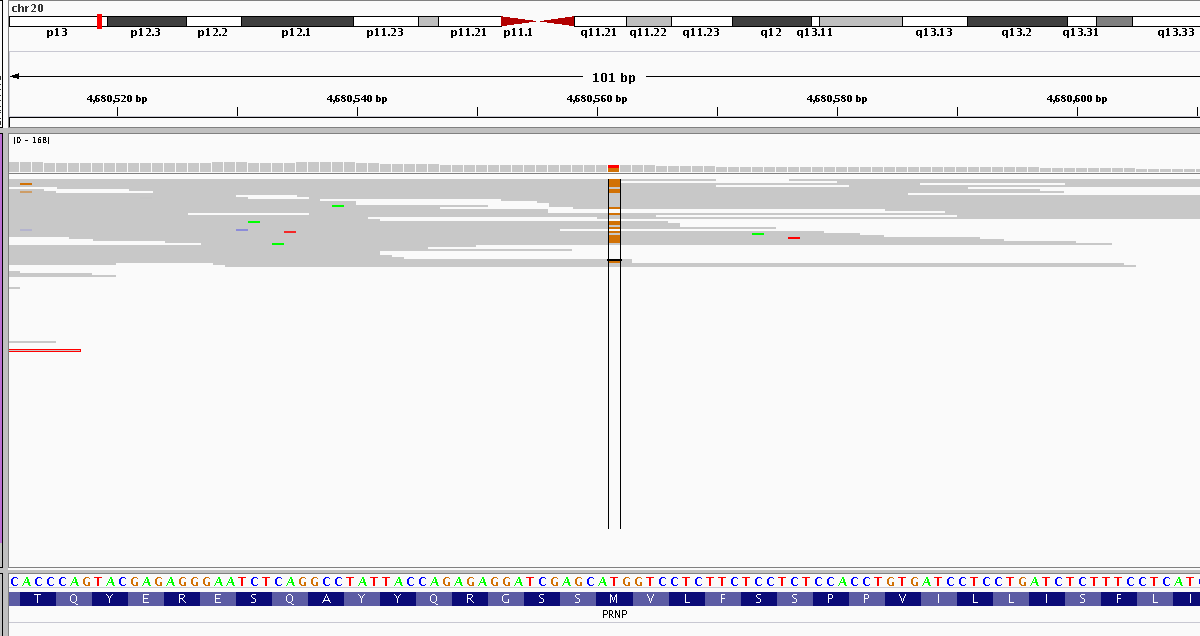 chr20
p13 p12.3 p12.2 p12.1 p11.23 p11.21 p11.1 q11.21 q11.22 q11.23 q12 q13.11 q13.13 q13.2 q13.31 q13.33
101 bp
4,680,520 bp 4,680,540 bp 4,680,560 bp 4,680,580 bp 4,680,600 bp
[0 - 168]
CACCCAGTACGAGAGGGAATCTCAGGCCTATTACCAGAGAGGATCGAGCATGGTCCTCTTCTCCTCTCCACCTGTGATCCTCCTGATCTCTTTCCTCAT
T Q Y E R E S Q A Y Y Q R G S S M V L F S S P P V I L L I S F L I
PRNP